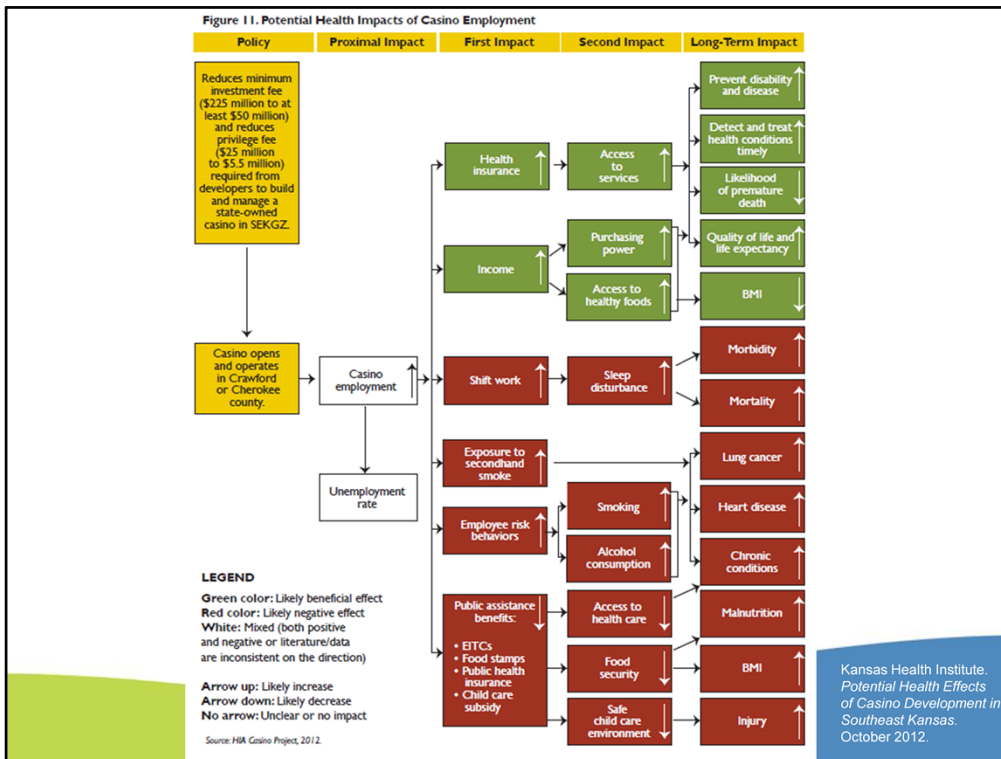 Figure 11. Potential Health Impacts of Casino Employment
Policy
Proximal Impact
First Impact
Second Impact
Long-Term Impact
Reduces minimum
investment fee
($225 million to at
least $50 million)
and reduces
privilege fee
($25 million
to $5.5 million)
required from
developers to build
and manage a
state-owned
casino in SEKGZ.
Casino opens
and operates
in Crawford
or Cherokee
county.
Casino
employment
Unemployment
rate
Health
insurance
Access
to
services
Prevent disability
and disease
Detect and treat
health conditions
timely
Likelihood
of premature
death
Income
Purchasing
power
Access to
healthy foods
Quality of life and
life expectancy
BMI
Shift work
Sleep
disturbance
Morbidity
Mortality
Exposure to
secondhand
smoke
Employee risk
behaviors
Smoking
Alcohol
consumption
Lung cancer
Heart disease
Chronic
conditions
Public assistance
benefits:
• EITCs
• Food stamps
• Public health
insurance
• Child care
subsidy
Access to
health care
Food
security
Safe
child care
environment
Malnutrition
BMI
Injury
LEGEND
Green color: Likely beneficial effect
Red color: Likely negative effect
White: Mixed (both positive
and negative or literature/data
are inconsistent on the direction)
Arrow up: Likely increase
Arrow down: Likely decrease
No arrow: Unclear or no impact
Source: HIA Casino Project, 2012.
Kansas Health Institute.
Potential Health Effects
of Casino Development in
Southeast Kansas.
October 2012.